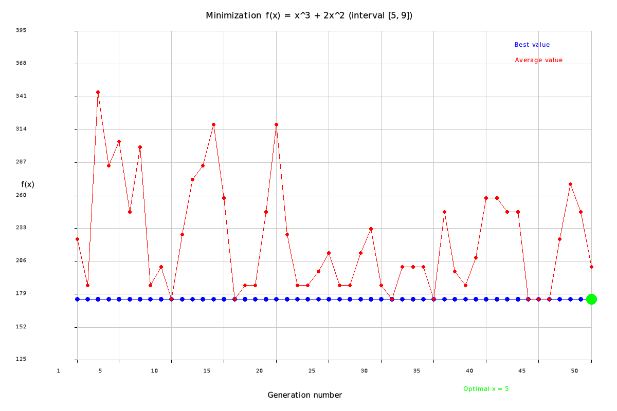 Minimization f(x) = x^3 + 2x^2 (interval [5, 9])
395
Best value
368
Average value
341
314
287
f(x)
260
233
206
179
152
125
1 5 10 15 20 25 30 35 40 45 50
Optimal x = 5
Generation number